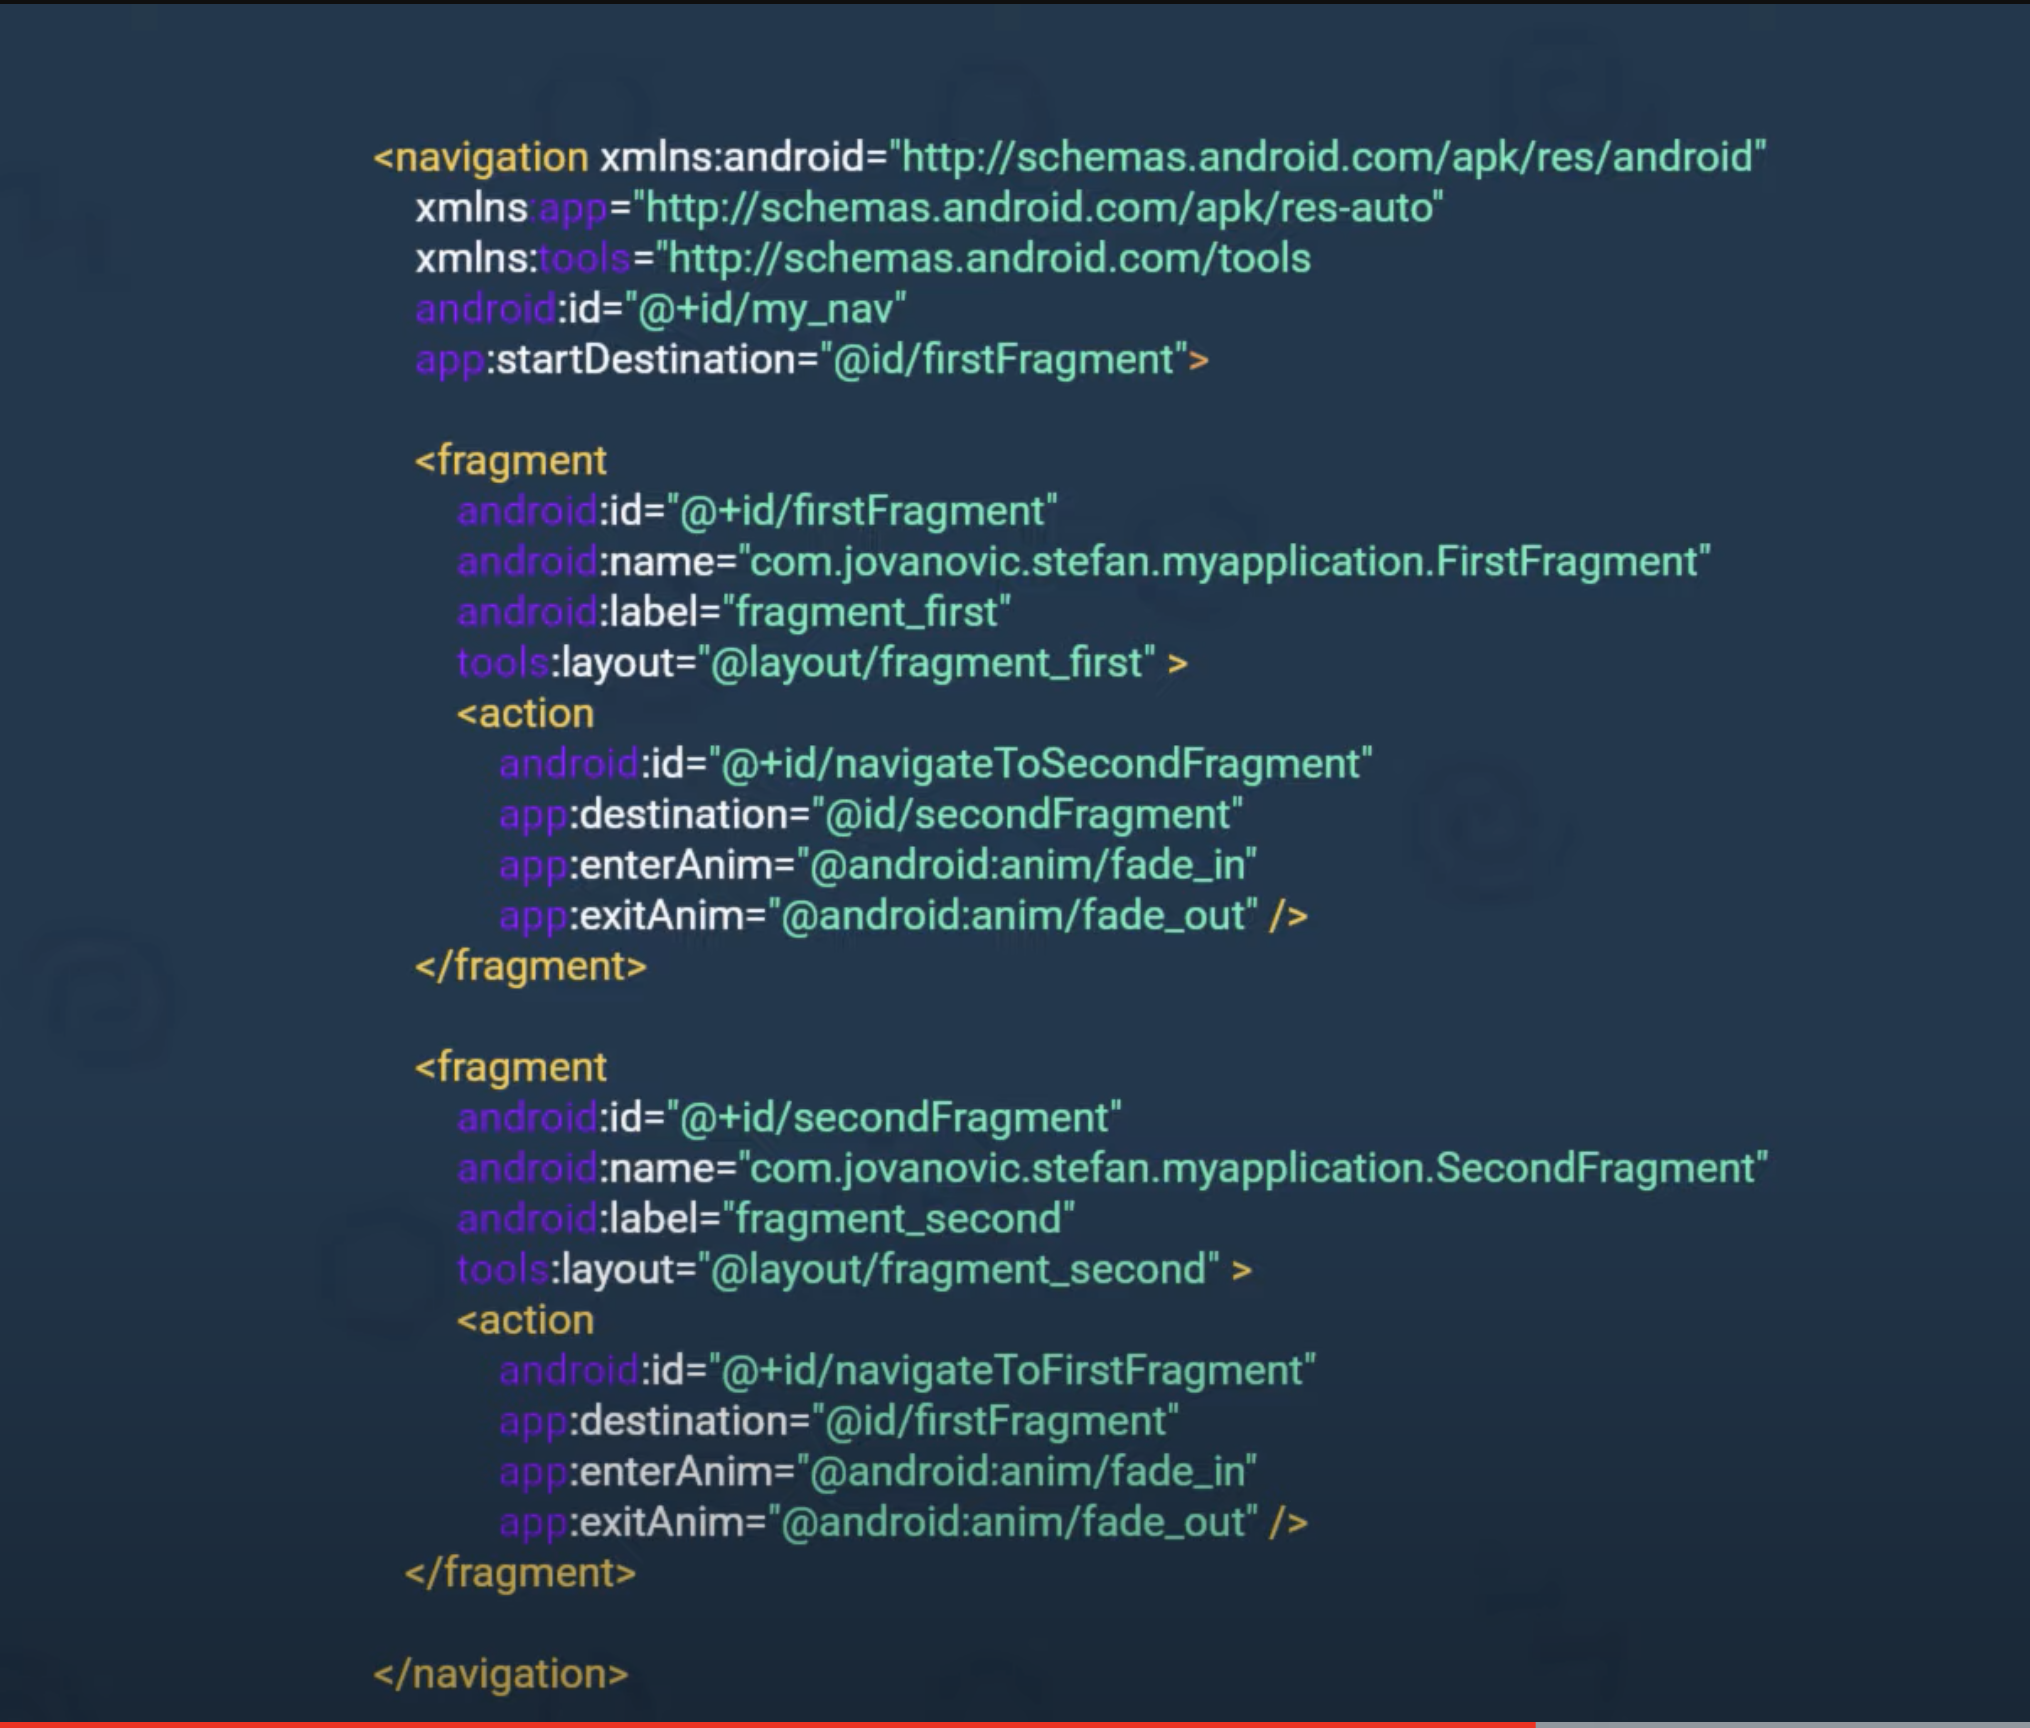 <navigation xmlns:android="http://schemas.android.com/apk/res/android"
xmlns:app="http://schemas.android.com/apk/res-auto"
xmlns:tools="http://schemas.android.com/tools
android:id="@+id/my_nav"
app:startDestination="@id/firstFragment">
<fragment
android:id="@+id/firstFragment"
android:name="com.jovanovic.stefan.myapplication.FirstFragment"
android:label="fragment_first"
tools:layout="@layout/fragment_first" >
<action
android:id="@+id/navigateToSecondFragment"
app:destination="@id/secondFragment"
app:enterAnim="@android:anim/fade_in"
app:exitAnim="@android:anim/fade_out" />
</fragment>
<fragment
android:id="@+id/secondFragment"
android:name="com.jovanovic.stefan.myapplication.SecondFragment"
android:label="fragment_second"
tools:layout="@layout/fragment_second" >
<action
android:id="@+id/navigateToFirstFragment"
app:destination="@id/firstFragment"
app:enterAnim="@android:anim/fade_in"
app:exitAnim="@android:anim/fade_out" />
</fragment>
</navigation>